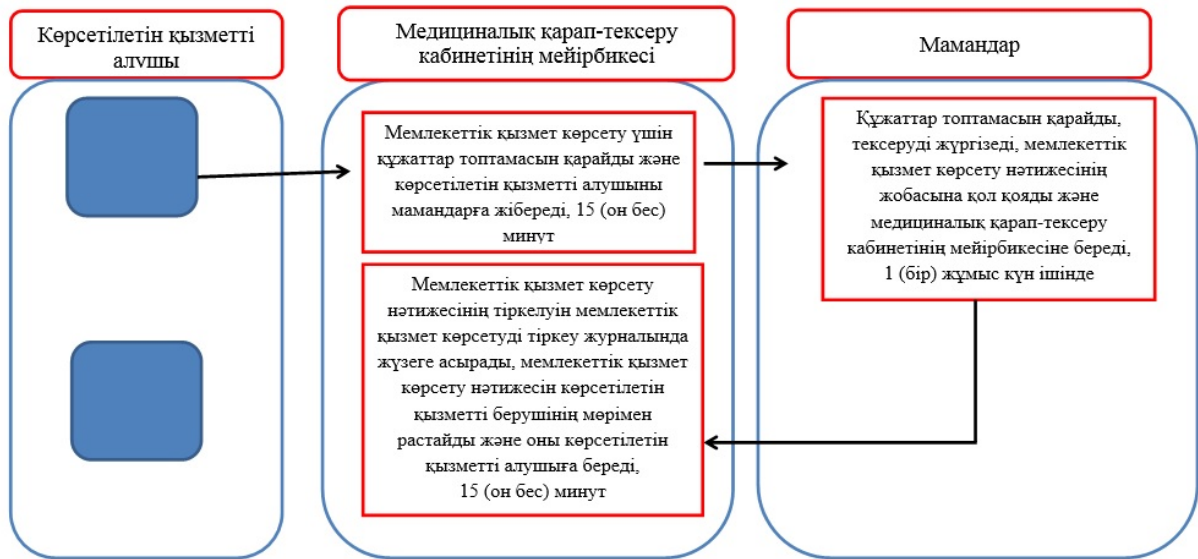 Көрсетілетін қызметті
алушы
Медициналық қарап-тексеру
кабинетінің мейірбикесі
Мамандар
Мемлекеттік қызмет көрсету үшін
құжаттар топтамасын қарайды және
көрсетілетін қызметті алушыны
мамандарға жібереді, 15 (он бес)
минут
Құжаттар топтамасын қарайды,
тексеруді жүргізеді, мемлекеттік
қызмет көрсету нәтижесінің
жобасына қол қояды және
медициналық қарап-тексеру
кабинетінің мейірбикесіне береді,
1 (бір) жұмыс күн ішінде
Мемлекеттік қызмет көрсету
нәтижесінің тіркелуін мемлекеттік
қызмет көрсетуді тіркеу журналында
жүзеге асырады, мемлекеттік қызмет
көрсету нәтижесін көрсетілетін
қызметті берушінің мөрімен
растайды және оны көрсетілетін
қызметті алушыға береді,
15 (он бес) минут